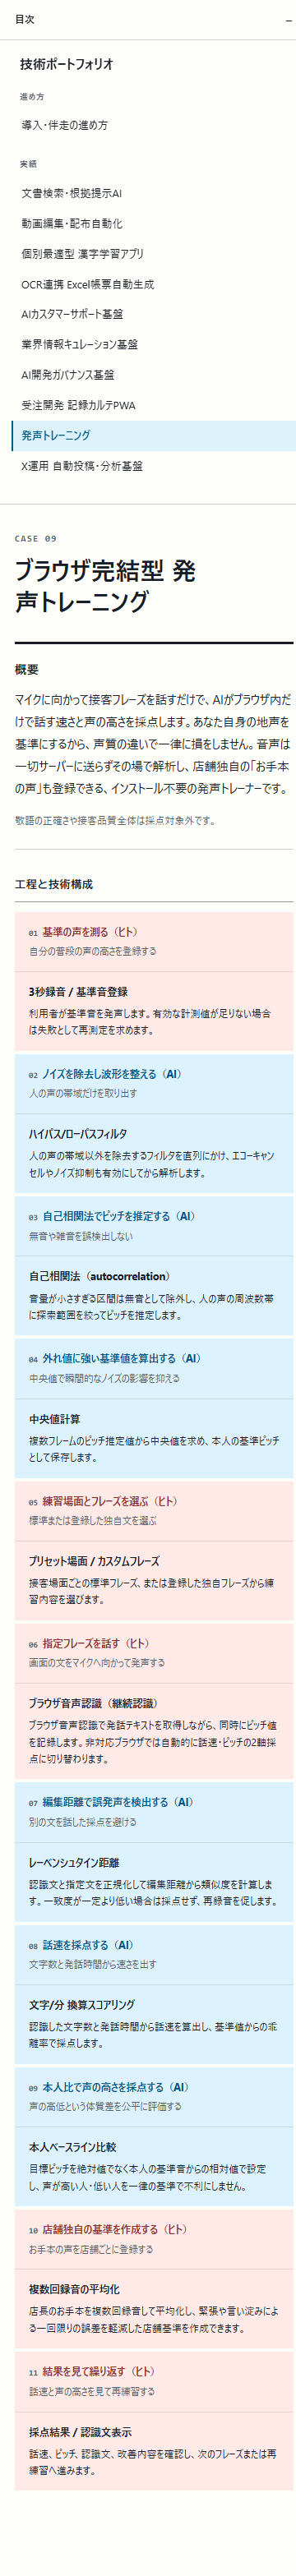 目次
−
技術ポートフォリオ
進め方
導入・伴走の進め方
実績
文書検索・根拠提示AI
動画編集・配布自動化
個別最適型 漢字学習アプリ
OCR連携 Excel帳票自動生成
AIカスタマーサポート基盤
業界情報キュレーション基盤
AI開発ガバナンス基盤
受注開発 記録カルテPWA
発声トレーニング
X運用 自動投稿・分析基盤
CASE 09
ブラウザ完結型 発
声トレーニング
概要
マイクに向かって接客フレーズを話すだけで、AIがブラウザ内だ
けで話す速さと声の高さを採点します。あなた自身の地声を
基準にするから、声質の違いで一律に損をしません。音声は
一切サーバーに送らずその場で解析し、店舗独自の「お手本
の声」も登録できる、インストール不要の発声トレーナーです。
敬語の正確さや接客品質全体は採点対象外です。
工程と技術構成
01 基準の声を測る（ヒト）
自分の普段の声の高さを登録する
3秒録音 / 基準音登録
利用者が基準音を発声します。有効な計測値が足りない場合
は失敗として再測定を求めます。
02 ノイズを除去し波形を整える（AI）
人の声の帯域だけを取り出す
ハイパス/ローパスフィルタ
人の声の帯域以外を除去するフィルタを直列にかけ、エコーキャン
セルやノイズ抑制も有効にしてから解析します。
03 自己相関法でピッチを推定する（AI）
無音や雑音を誤検出しない
自己相関法（autocorrelation）
音量が小さすぎる区間は無音として除外し、人の声の周波数帯
に探索範囲を絞ってピッチを推定します。
04 外れ値に強い基準値を算出する（AI）
中央値で瞬間的なノイズの影響を抑える
中央値計算
複数フレームのピッチ推定値から中央値を求め、本人の基準ピッチ
として保存します。
05 練習場面とフレーズを選ぶ（ヒト）
標準または登録した独自文を選ぶ
プリセット場面 / カスタムフレーズ
接客場面ごとの標準フレーズ、または登録した独自フレーズから練
習内容を選びます。
06 指定フレーズを話す（ヒト）
画面の文をマイクへ向かって発声する
ブラウザ音声認識（継続認識）
ブラウザ音声認識で発話テキストを取得しながら、同時にピッチ値
を記録します。非対応ブラウザでは自動的に話速・ピッチの2軸採
点に切り替わります。
07 編集距離で誤発声を検出する（AI）
別の文を話した採点を避ける
レーベンシュタイン距離
認識文と指定文を正規化して編集距離から類似度を計算しま
す。一致度が一定より低い場合は採点せず、再録音を促します。
08 話速を採点する（AI）
文字数と発話時間から速さを出す
文字/分 換算スコアリング
認識した文字数と発話時間から話速を算出し、基準値からの乖
離率で採点します。
09 本人比で声の高さを採点する（AI）
声の高低という体質差を公平に評価する
本人ベースライン比較
目標ピッチを絶対値でなく本人の基準音からの相対値で設定
し、声が高い人・低い人を一律の基準で不利にしません。
10 店舗独自の基準を作成する（ヒト）
お手本の声を店舗ごとに登録する
複数回録音の平均化
店長のお手本を複数回録音して平均化し、緊張や言い淀みによ
る一回限りの誤差を軽減した店舗基準を作成できます。
11 結果を見て繰り返す（ヒト）
話速と声の高さを見て再練習する
採点結果 / 認識文表示
話速、ピッチ、認識文、改善内容を確認し、次のフレーズまたは再
練習へ進みます。